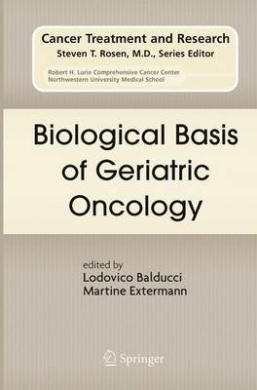 Cancer Treatment and Research
Steven T. Rosen, M.D., Series Editor
Robert H. Lurie Comprehensive Cancer Center
Northwestern University Medical School
Biological Basis
of Geriatric
Oncology
edited by
Lodovico Balducci
Martine Extermann
Springer